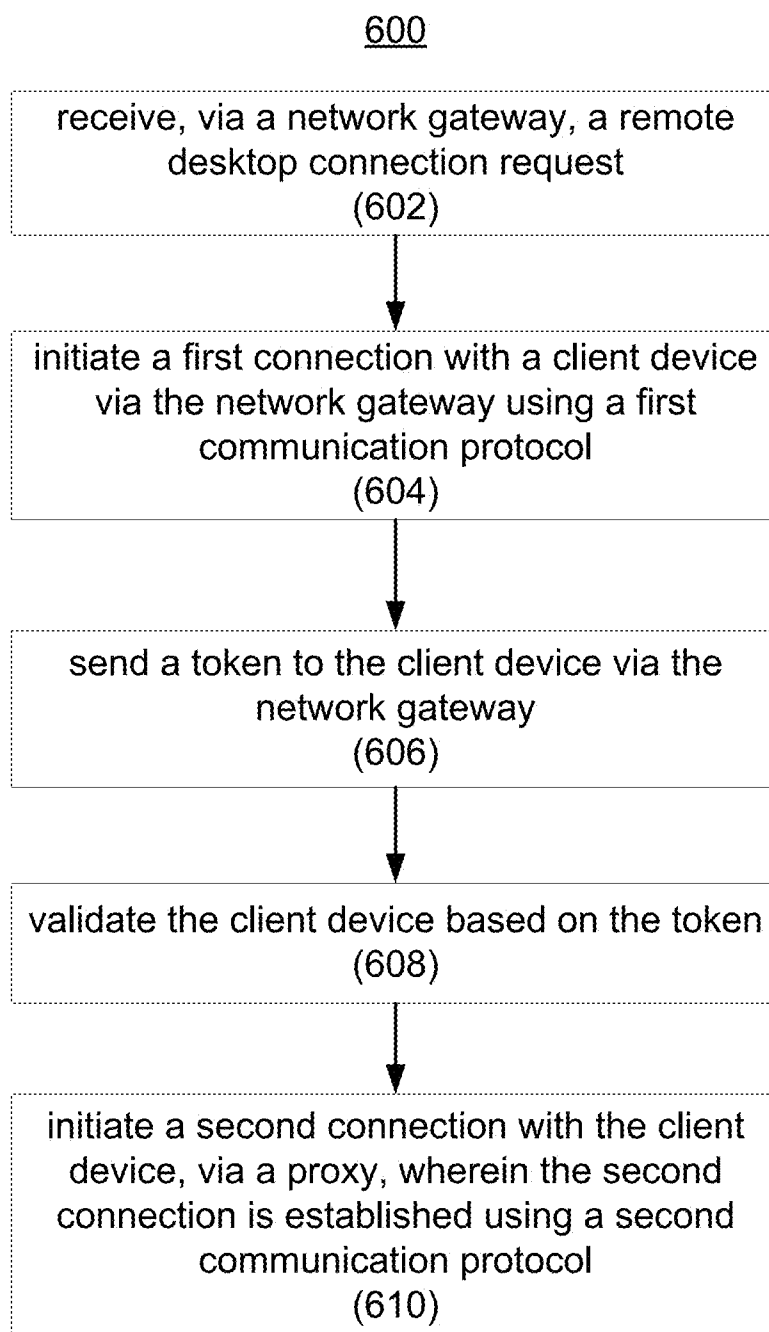 600
receive, via a network gateway, a remote
desktop connection request
(602)
initiate a first connection with a client device
via the network gateway using a first
communication protocol
(604)
send a token to the client device via the
network gateway
(606)
validate the client device based on the token
(608)
initiate a second connection with the client
device, via a proxy, wherein the second
connection is established using a second
communication protocol
(610)